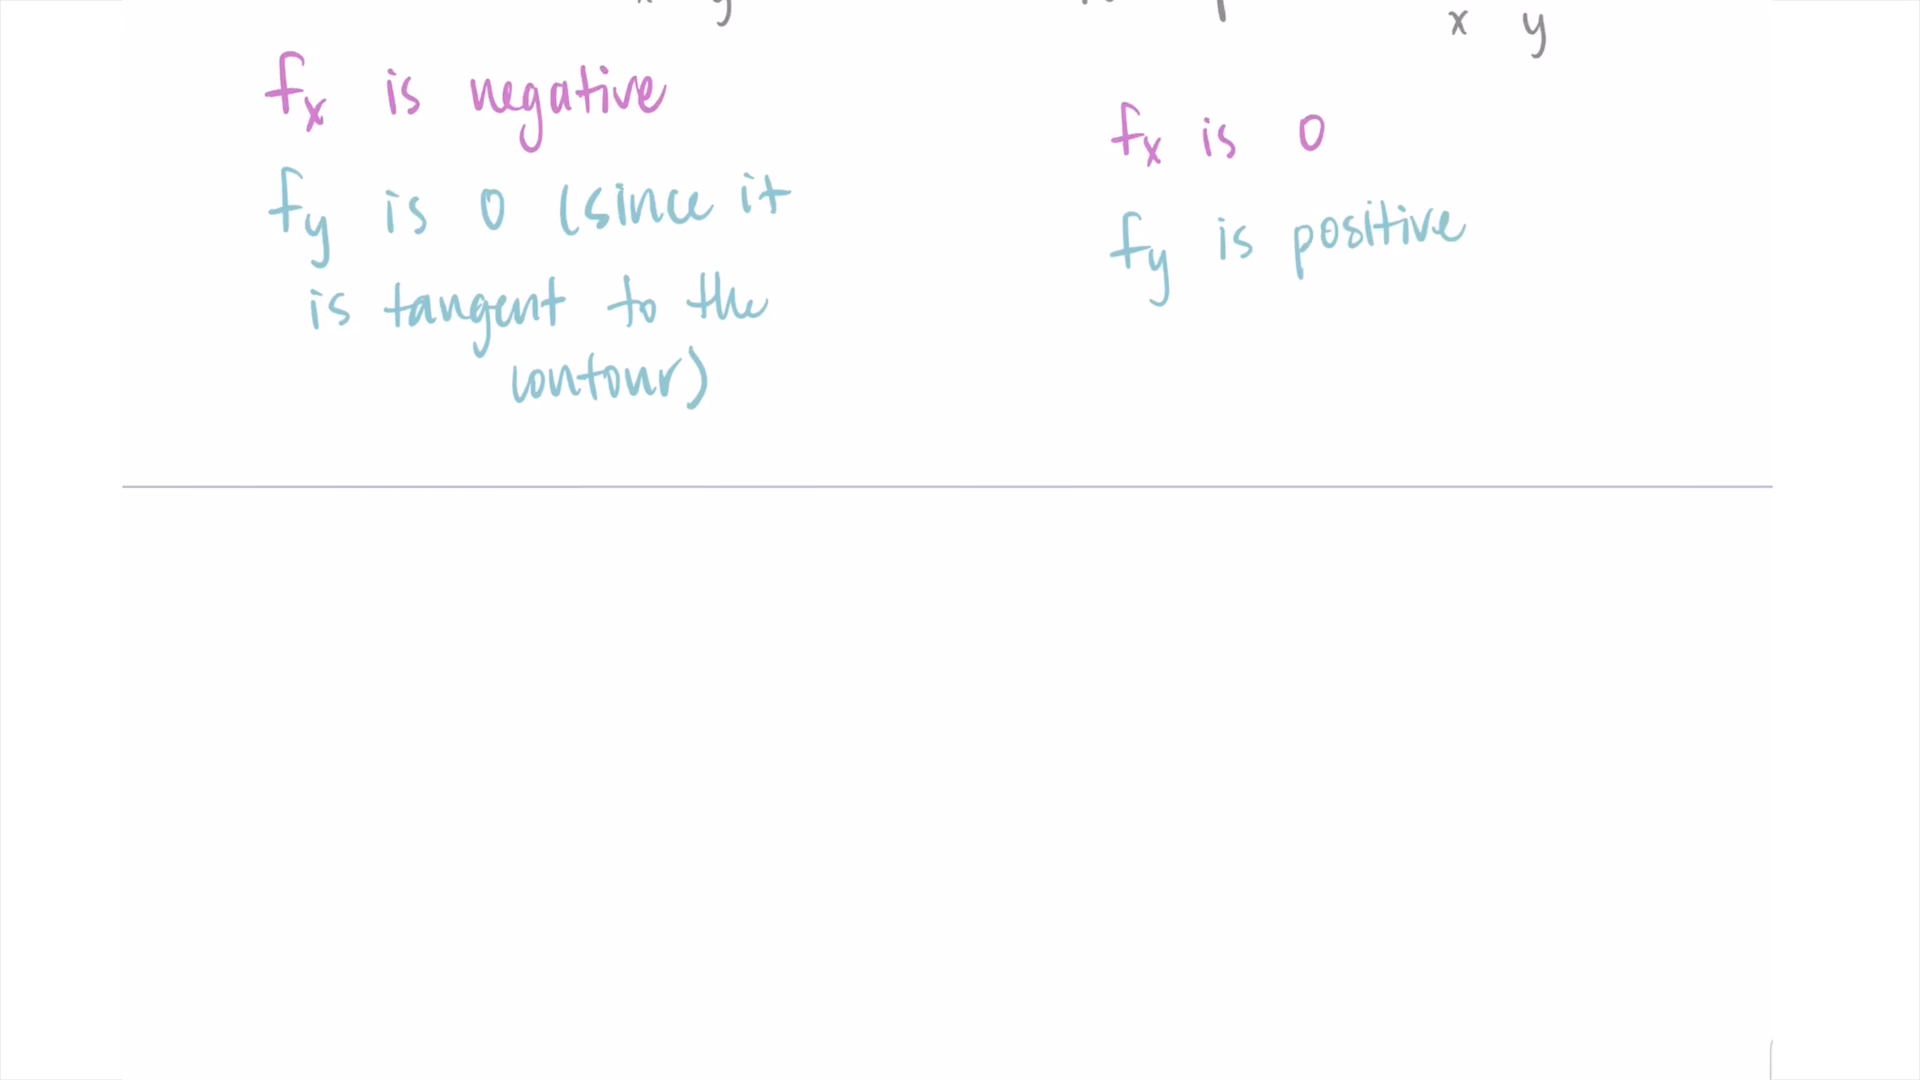 x y
fx is negative
fy is 0 (since it
is tangent to the
contour)
fx is 0
fy is positive